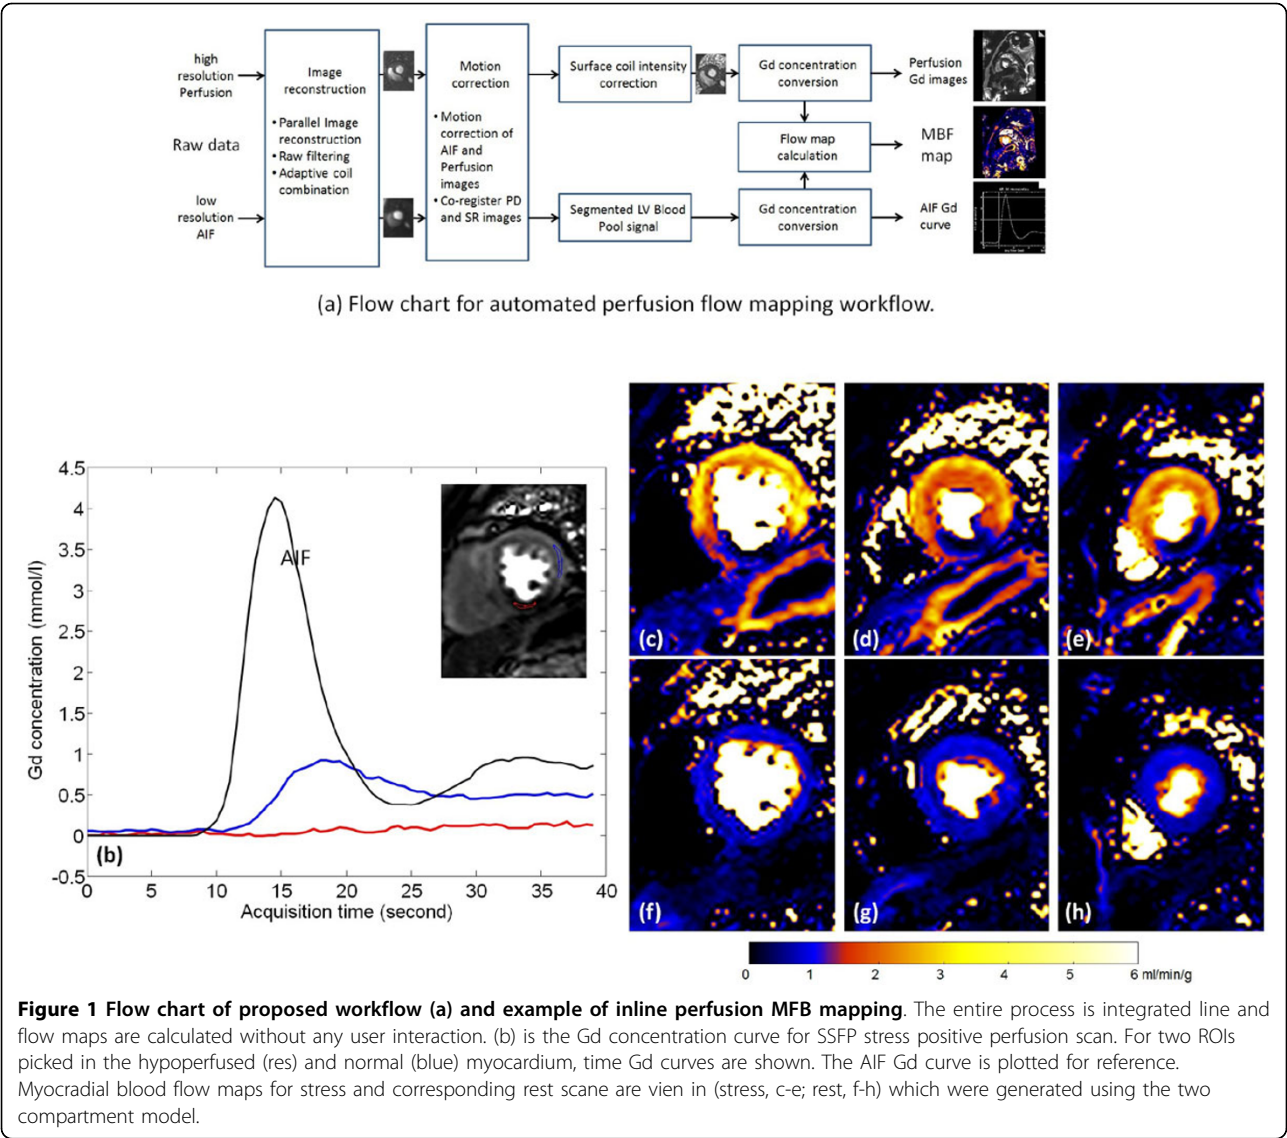 high
resolution
Perfusion
Raw data
low
resolution
AIF
Image
reconstruction
• Parallel Image
reconstruction
• Raw filtering
• Adaptive coil
combination
Motion
correction
• Motion
correction of
AIF and
Perfusion
images
• Co-register PD
and SR images
Surface coil intensity
correction
Gd concentration
conversion
Perfusion
Gd images
Flow map
calculation
MBF
map
Segmented LV Blood
Pool signal
Gd concentration
conversion
AIF Gd
curve
(a) Flow chart for automated perfusion flow mapping workflow.
4.5
4
3.5
3
2.5
2
1.5
1
0.5
0
-0.5
Gd concentration (mmol/l)
AIF
(b)
0 5 10 15 20 25 30 35 40
Acquisition time (second)
(c)
(d)
(e)
(f)
(g)
(h)
0 1 2 3 4 5 6 ml/min/g
Figure 1 Flow chart of proposed workflow (a) and example of inline perfusion MFB mapping. The entire process is integrated line and
flow maps are calculated without any user interaction. (b) is the Gd concentration curve for SSFP stress positive perfusion scan. For two ROIs
picked in the hypoperfused (res) and normal (blue) myocardium, time Gd curves are shown. The AIF Gd curve is plotted for reference.
Myocradial blood flow maps for stress and corresponding rest scane are vien in (stress, c-e; rest, f-h) which were generated using the two
compartment model.